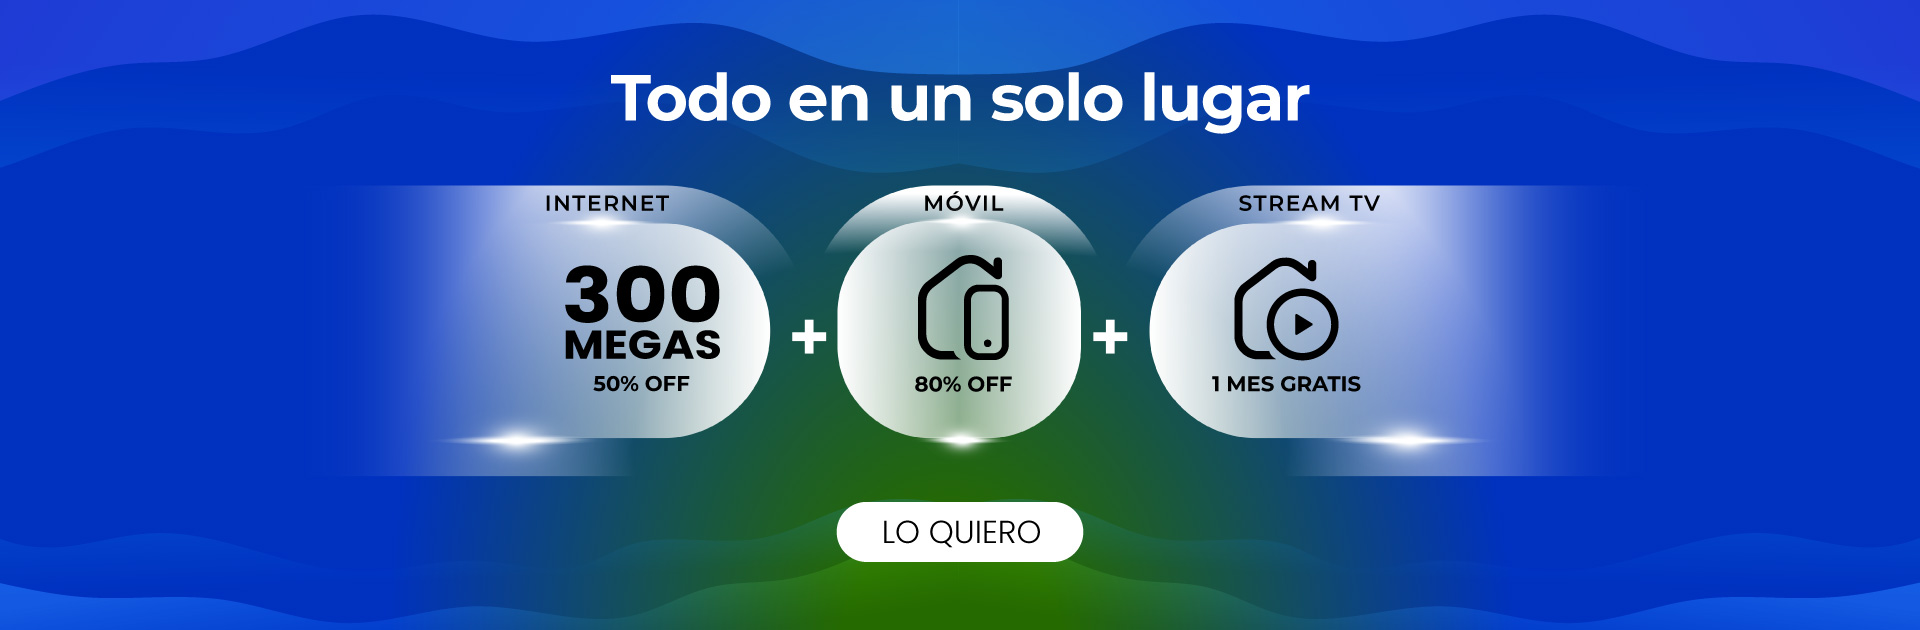 Todo en un solo lugar
INTERNET
300
MEGAS
50% OFF
+
MÓVIL
80% OFF
+
STREAM TV
1 MES GRATIS
LO QUIERO